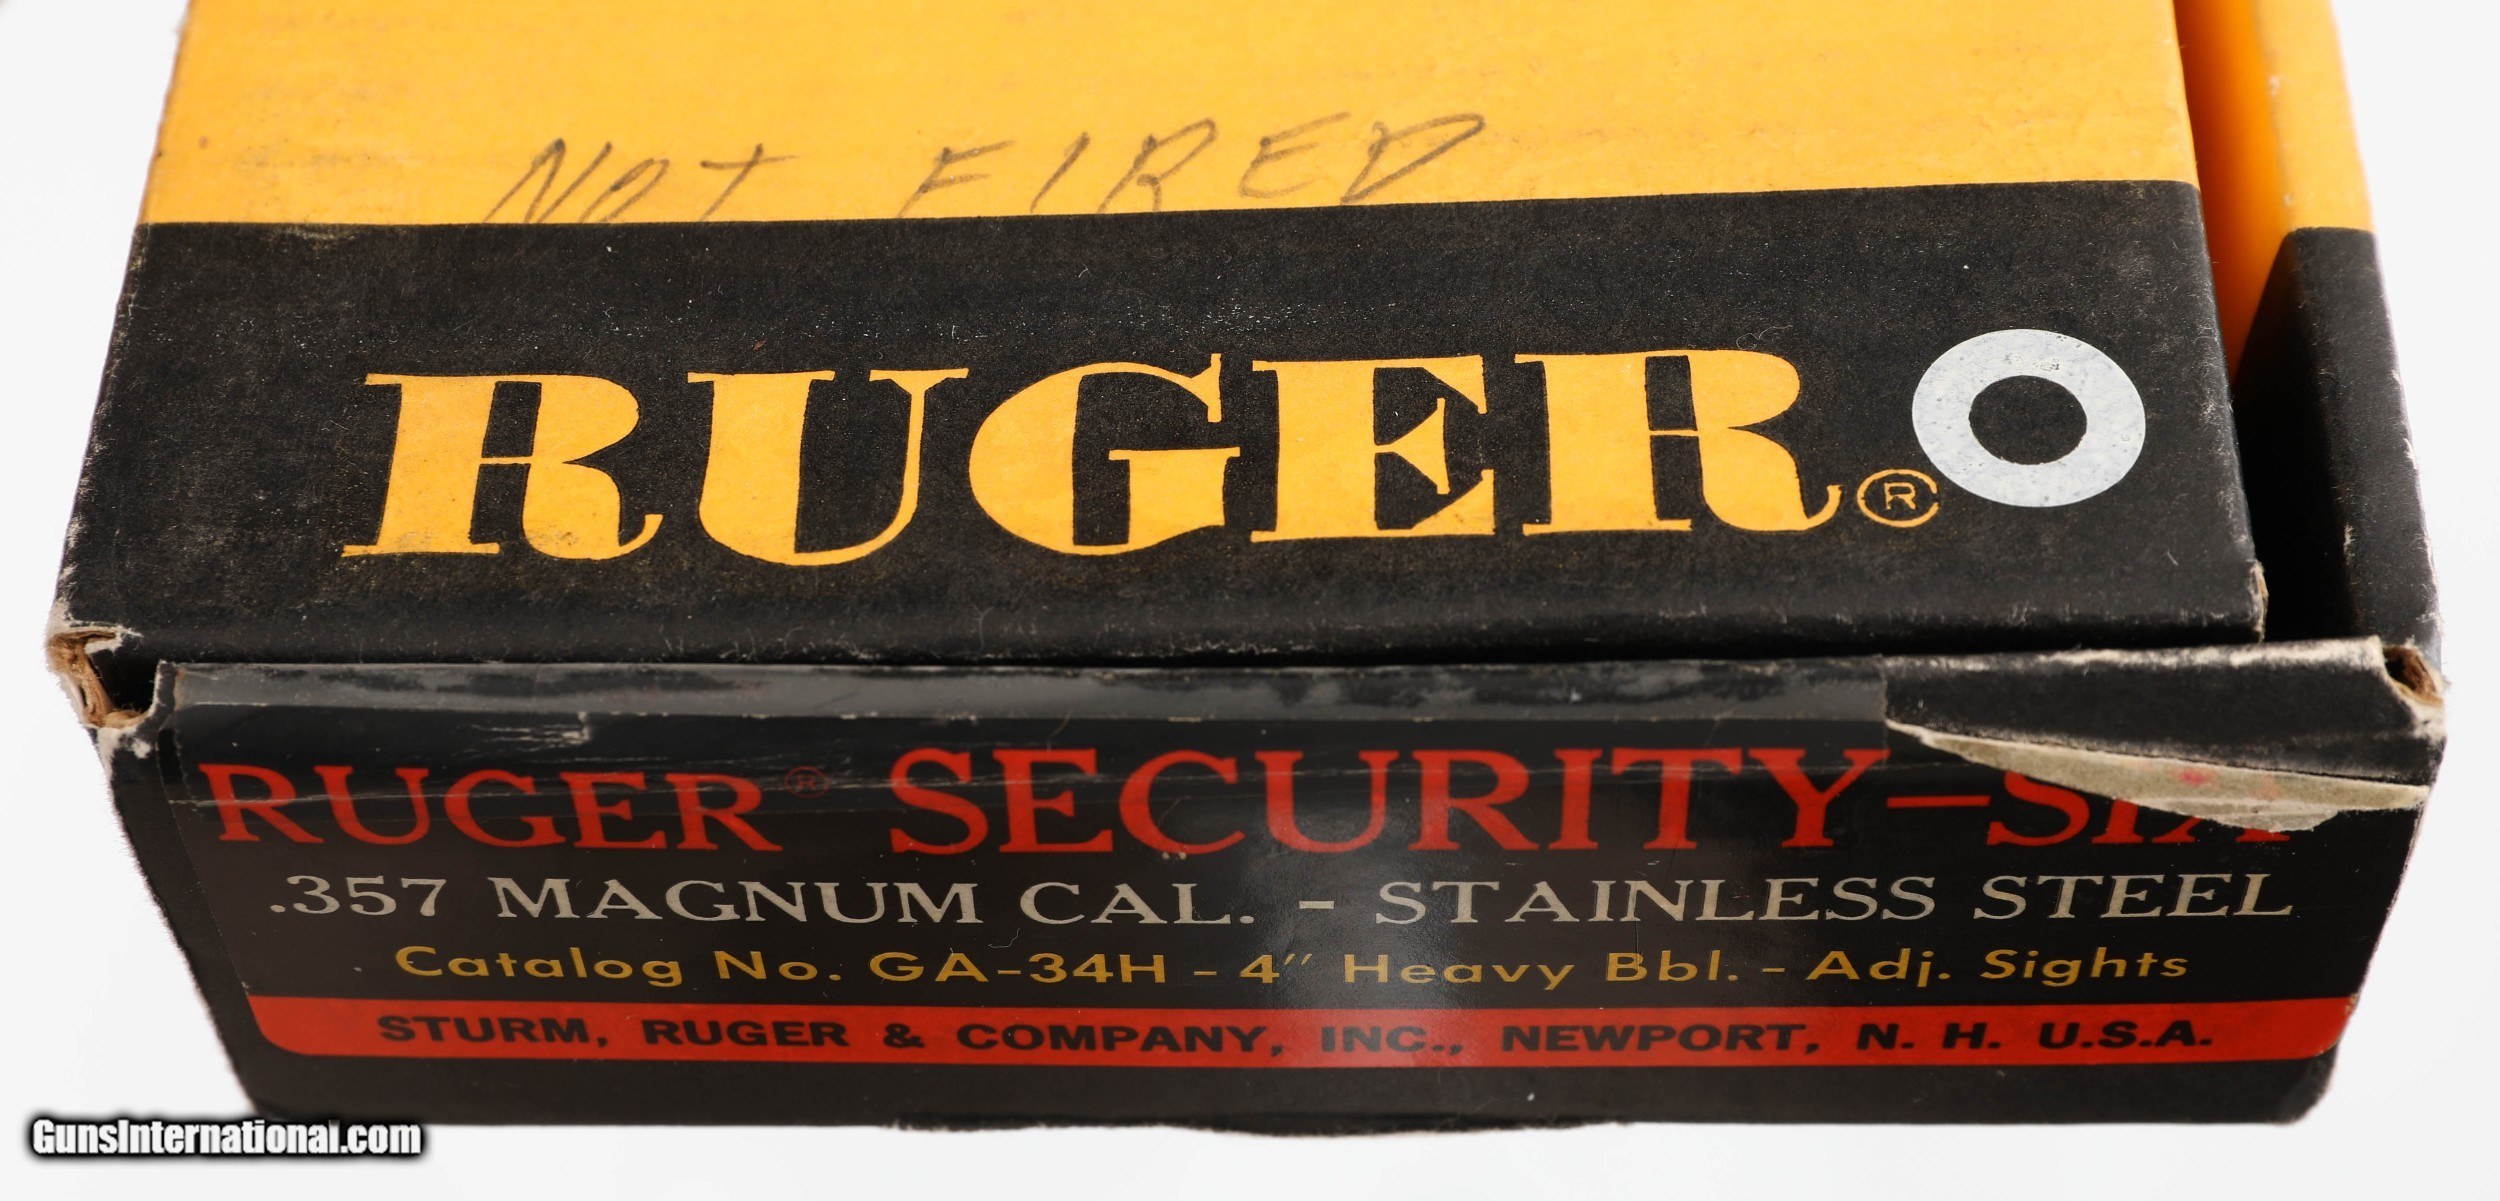 NOT FIRED
RUGER®
RUGER® SECURITY-SIX
.357 MAGNUM CAL. - STAINLESS STEEL
Catalog No. GA-34H - 4" Heavy Bbl. - Adj. Sights
STURM, RUGER & COMPANY, INC., NEWPORT, N. H. U.S.A.
GunsInternational.com